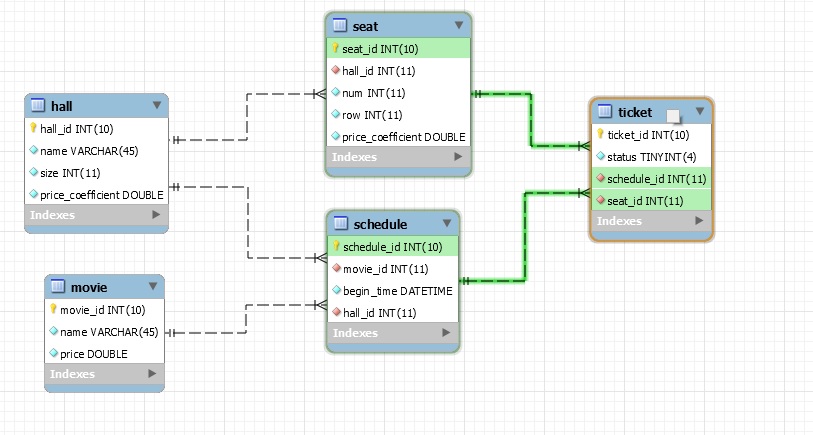 seat
seat_id INT(10)
hall_id INT(11)
num INT(11)
row INT(11)
price_coefficient DOUBLE
Indexes
hall
hall_id INT(10)
name VARCHAR(45)
size INT(11)
price_coefficient DOUBLE
Indexes
ticket
ticket_id INT(10)
status TINYINT(4)
schedule_id INT(11)
seat_id INT(11)
Indexes
schedule
schedule_id INT(10)
movie_id INT(11)
begin_time DATETIME
hall_id INT(11)
Indexes
movie
movie_id INT(10)
name VARCHAR(45)
price DOUBLE
Indexes